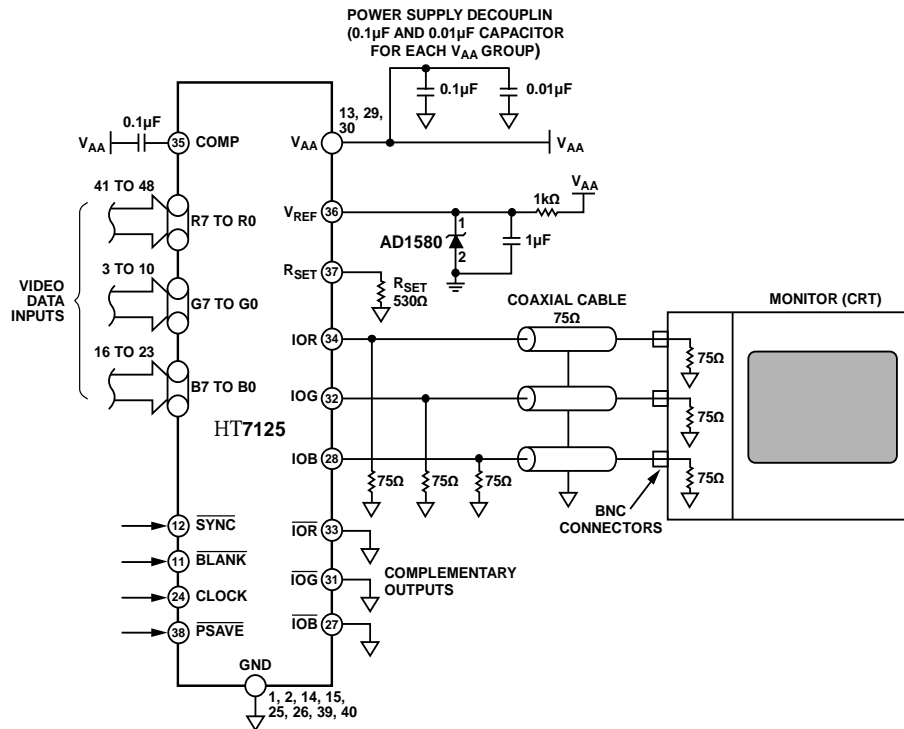 POWER SUPPLY DECOUPLIN
(0.1µF AND 0.01µF CAPACITOR
FOR EACH VAA GROUP)
0.1µF
0.01µF
13, 29,
30
VAA
VAA
0.1µF
VAA
35
COMP
41 TO 48
R7 TO R0
VREF
36
1kΩ
VAA
AD1580
1
2
1µF
RSET
37
RSET
530Ω
VIDEO
DATA
INPUTS
3 TO 10
G7 TO G0
16 TO 23
B7 TO B0
COAXIAL CABLE
75Ω
MONITOR (CRT)
IOR
34
75Ω
IOG
32
75Ω
HT7125
IOB
28
75Ω
75Ω
75Ω
75Ω
BNC
CONNECTORS
12
SYNC
IOR
33
11
BLANK
IOG
31
COMPLEMENTARY
OUTPUTS
24
CLOCK
38
PSAVE
IOB
27
GND
1, 2, 14, 15,
25, 26, 39, 40